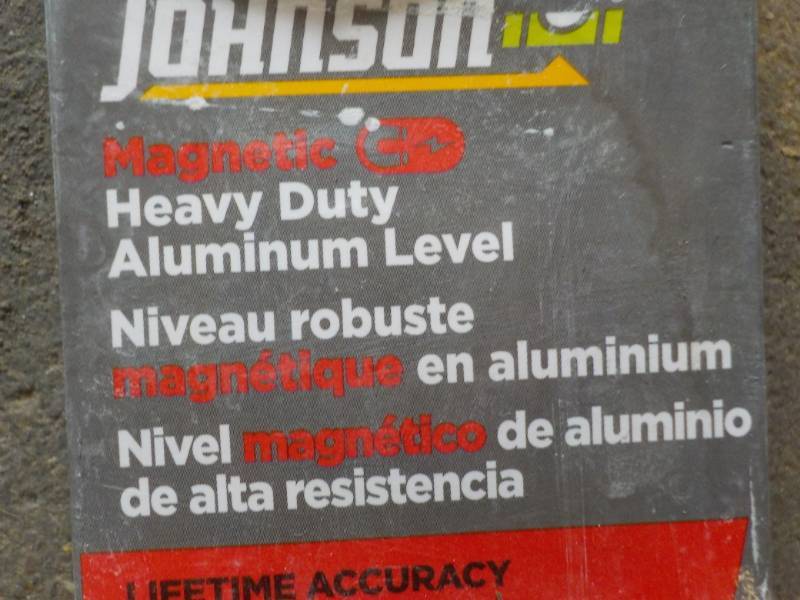 JOHNSON
Magnetic
Heavy Duty
Aluminum Level
Niveau robuste
magnétique en aluminium
Nivel magnético de aluminio
de alta resistencia
LIFETIME ACCURACY